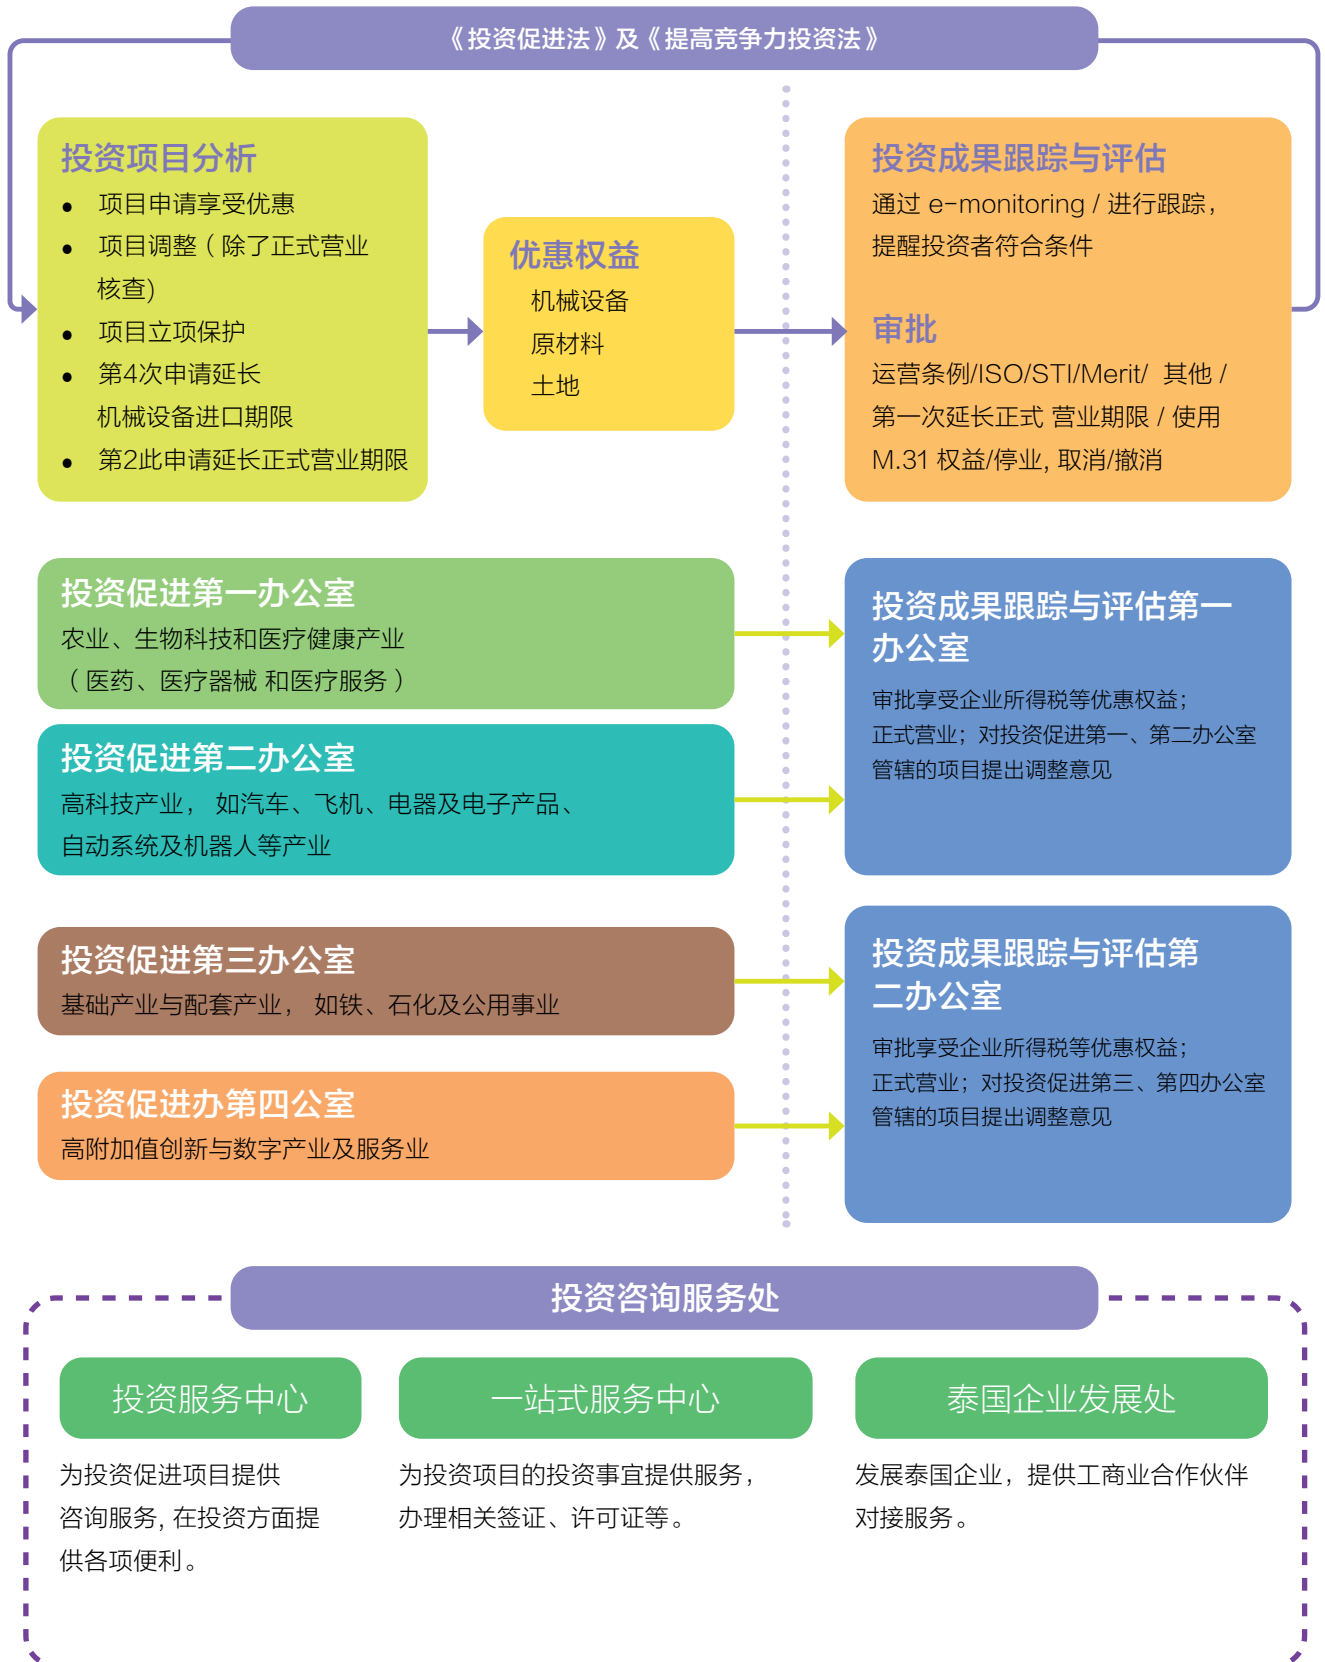 《投资促进法》及《提高竞争力投资法》
投资项目分析
● 项目申请享受优惠
● 项目调整（除了正式营业
核查)
● 项目立项保护
● 第4次申请延长
机械设备进口期限
● 第2此申请延长正式营业期限
优惠权益
机械设备
原材料
土地
投资成果跟踪与评估
通过 e-monitoring / 进行跟踪，
提醒投资者符合条件
审批
运营条例/ISO/STI/Merit/ 其他 /
第一次延长正式 营业期限 / 使用
M.31 权益/停业, 取消/撤消
投资促进第一办公室
农业、生物科技和医疗健康产业
（医药、医疗器械 和医疗服务）
投资促进第二办公室
高科技产业， 如汽车、飞机、电器及电子产品、
自动系统及机器人等产业
投资成果跟踪与评估第一
办公室
审批享受企业所得税等优惠权益；
正式营业；对投资促进第一、第二办公室
管辖的项目提出调整意见
投资促进第三办公室
基础产业与配套产业， 如铁、石化及公用事业
投资促进办第四公室
高附加值创新与数字产业及服务业
投资成果跟踪与评估第
二办公室
审批享受企业所得税等优惠权益；
正式营业；对投资促进第三、第四办公室
管辖的项目提出调整意见
投资咨询服务处
投资服务中心
为投资促进项目提供
咨询服务, 在投资方面提
供各项便利。
一站式服务中心
为投资项目的投资事宜提供服务，
办理相关签证、许可证等。
泰国企业发展处
发展泰国企业，提供工商业合作伙伴
对接服务。